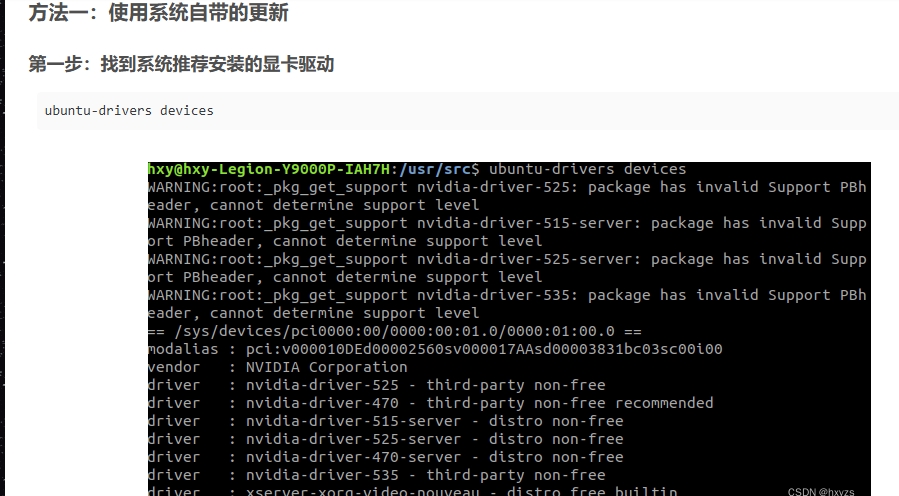 方法一：使用系统自带的更新
第一步：找到系统推荐安装的显卡驱动
ubuntu-drivers devices
hxy@hxy-Legion-Y9000P-IAH7H:/usr/src$ ubuntu-drivers devices
WARNING:root:_pkg_get_support nvidia-driver-525: package has invalid Support PBh
eader, cannot determine support level
WARNING:root:_pkg_get_support nvidia-driver-515-server: package has invalid Supp
ort PBheader, cannot determine support level
WARNING:root:_pkg_get_support nvidia-driver-525-server: package has invalid Supp
ort PBheader, cannot determine support level
WARNING:root:_pkg_get_support nvidia-driver-535: package has invalid Support PBh
eader, cannot determine support level
== /sys/devices/pci0000:00/0000:00:01.0/0000:01:00.0 ==
modalias : pci:v000010DEd00002560sv000017AAsd00003831bc03sc00i00
vendor   : NVIDIA Corporation
driver   : nvidia-driver-525 - third-party non-free
driver   : nvidia-driver-470 - third-party non-free recommended
driver   : nvidia-driver-515-server - distro non-free
driver   : nvidia-driver-525-server - distro non-free
driver   : nvidia-driver-470-server - distro non-free
driver   : nvidia-driver-535 - third-party non-free
driver   : xserver-xorg-video-nouveau - distro free builtin
CSDN @hxyzs